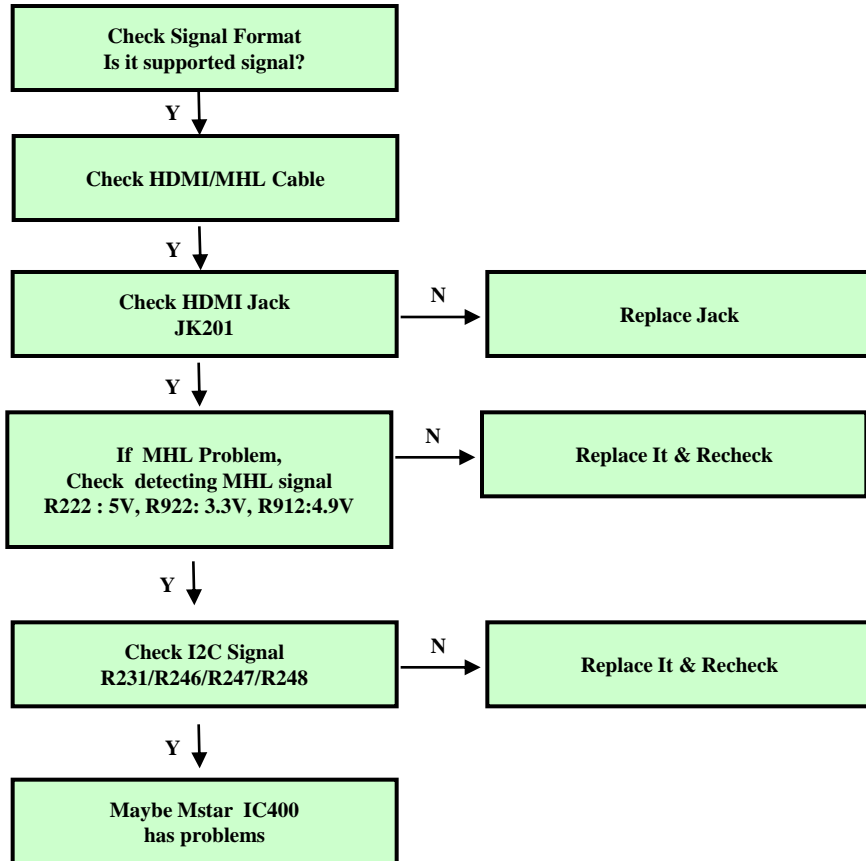 Check Signal Format
Is it supported signal?
Y
Check HDMI/MHL Cable
Y
Check HDMI Jack
JK201
N
Replace Jack
Y
If MHL Problem,
Check detecting MHL signal
R222 : 5V, R922: 3.3V, R912:4.9V
N
Replace It & Recheck
Y
Check I2C Signal
R231/R246/R247/R248
N
Replace It & Recheck
Y
Maybe Mstar IC400
has problems